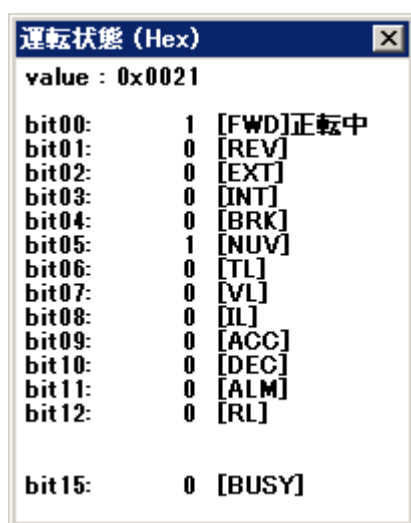 運転状態 (Hex)
value : 0x0021
bit00: 1 [FWD]正転中
bit01: 0 [REV]
bit02: 0 [EXT]
bit03: 0 [INT]
bit04: 0 [BRK]
bit05: 1 [NUV]
bit06: 0 [TL]
bit07: 0 [VL]
bit08: 0 [IL]
bit09: 0 [ACC]
bit10: 0 [DEC]
bit11: 0 [ALM]
bit12: 0 [RL]
bit15: 0 [BUSY]